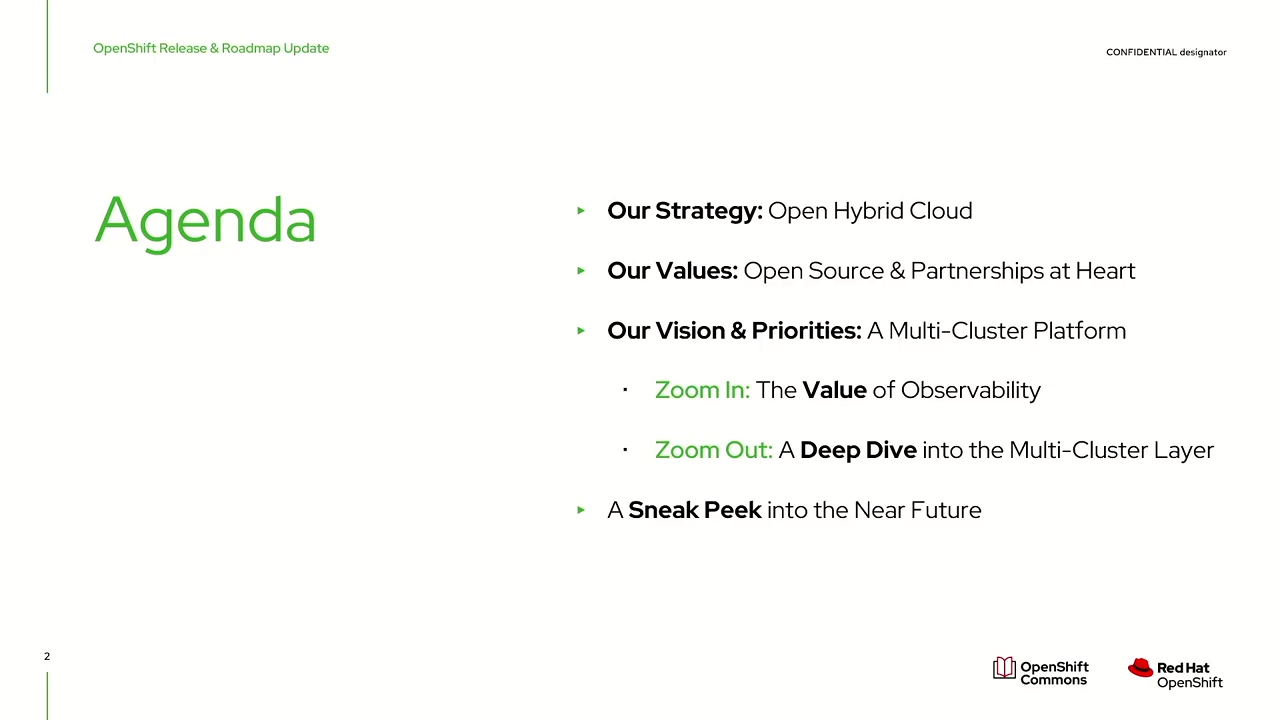 OpenShift Release & Roadmap Update
CONFIDENTIAL designator
Agenda
▸ Our Strategy: Open Hybrid Cloud
▸ Our Values: Open Source & Partnerships at Heart
▸ Our Vision & Priorities: A Multi-Cluster Platform
· Zoom In: The Value of Observability
· Zoom Out: A Deep Dive into the Multi-Cluster Layer
▸ A Sneak Peek into the Near Future
2
OpenShift
Commons
Red Hat
OpenShift